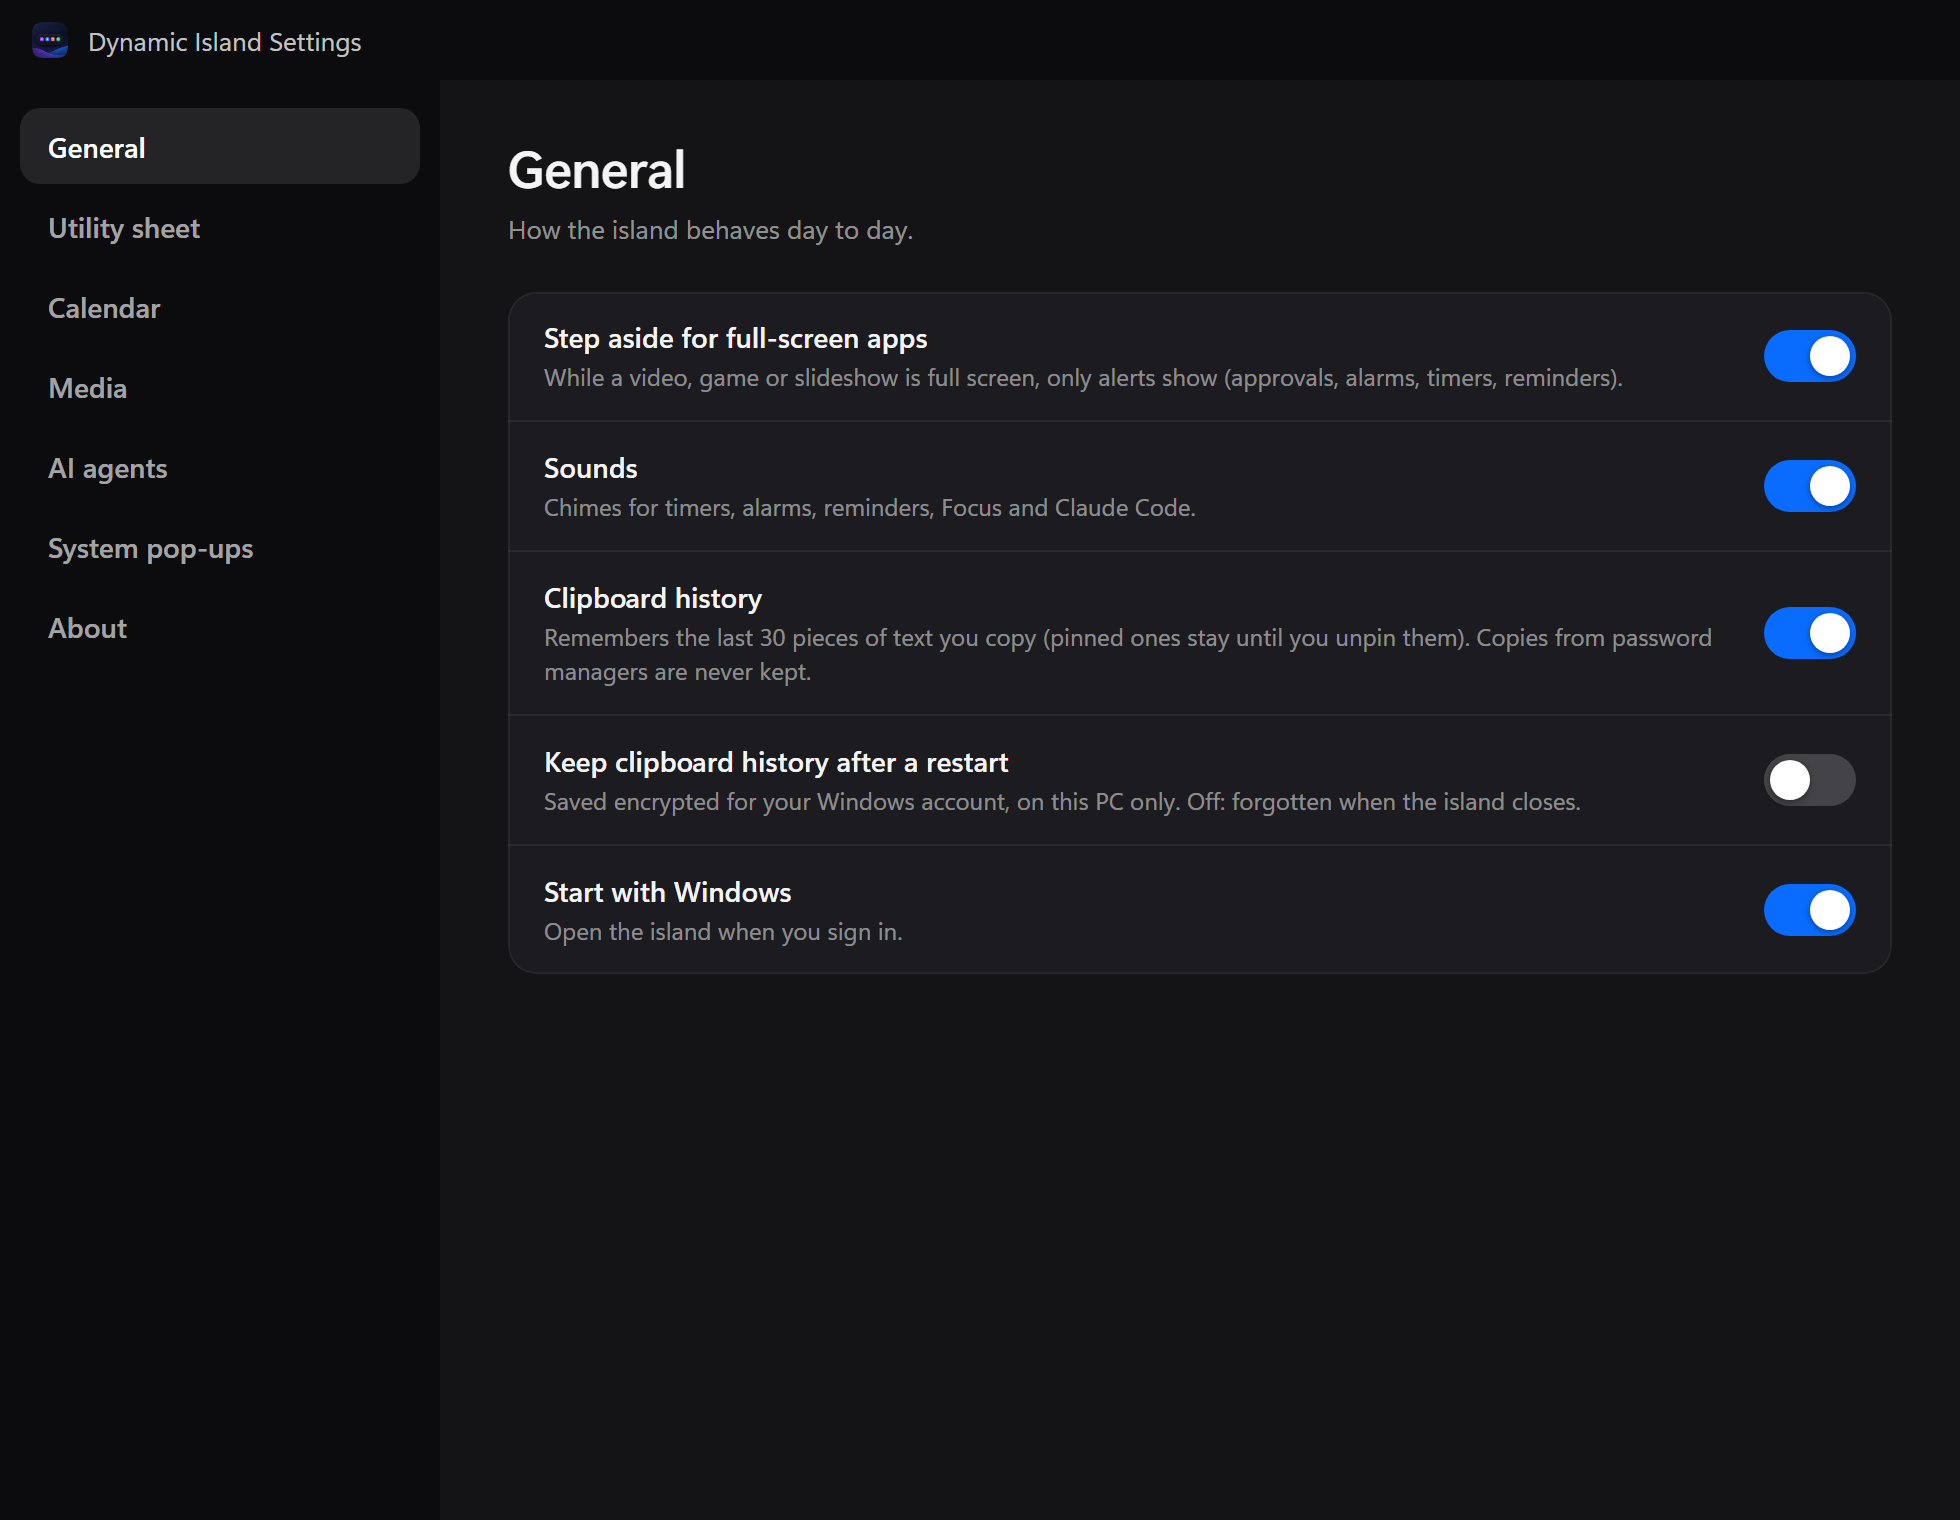 Dynamic Island Settings
General
Utility sheet
Calendar
Media
AI agents
System pop-ups
About
General
How the island behaves day to day.
Step aside for full-screen apps
While a video, game or slideshow is full screen, only alerts show (approvals, alarms, timers, reminders).
Sounds
Chimes for timers, alarms, reminders, Focus and Claude Code.
Clipboard history
Remembers the last 30 pieces of text you copy (pinned ones stay until you unpin them). Copies from password
managers are never kept.
Keep clipboard history after a restart
Saved encrypted for your Windows account, on this PC only. Off: forgotten when the island closes.
Start with Windows
Open the island when you sign in.